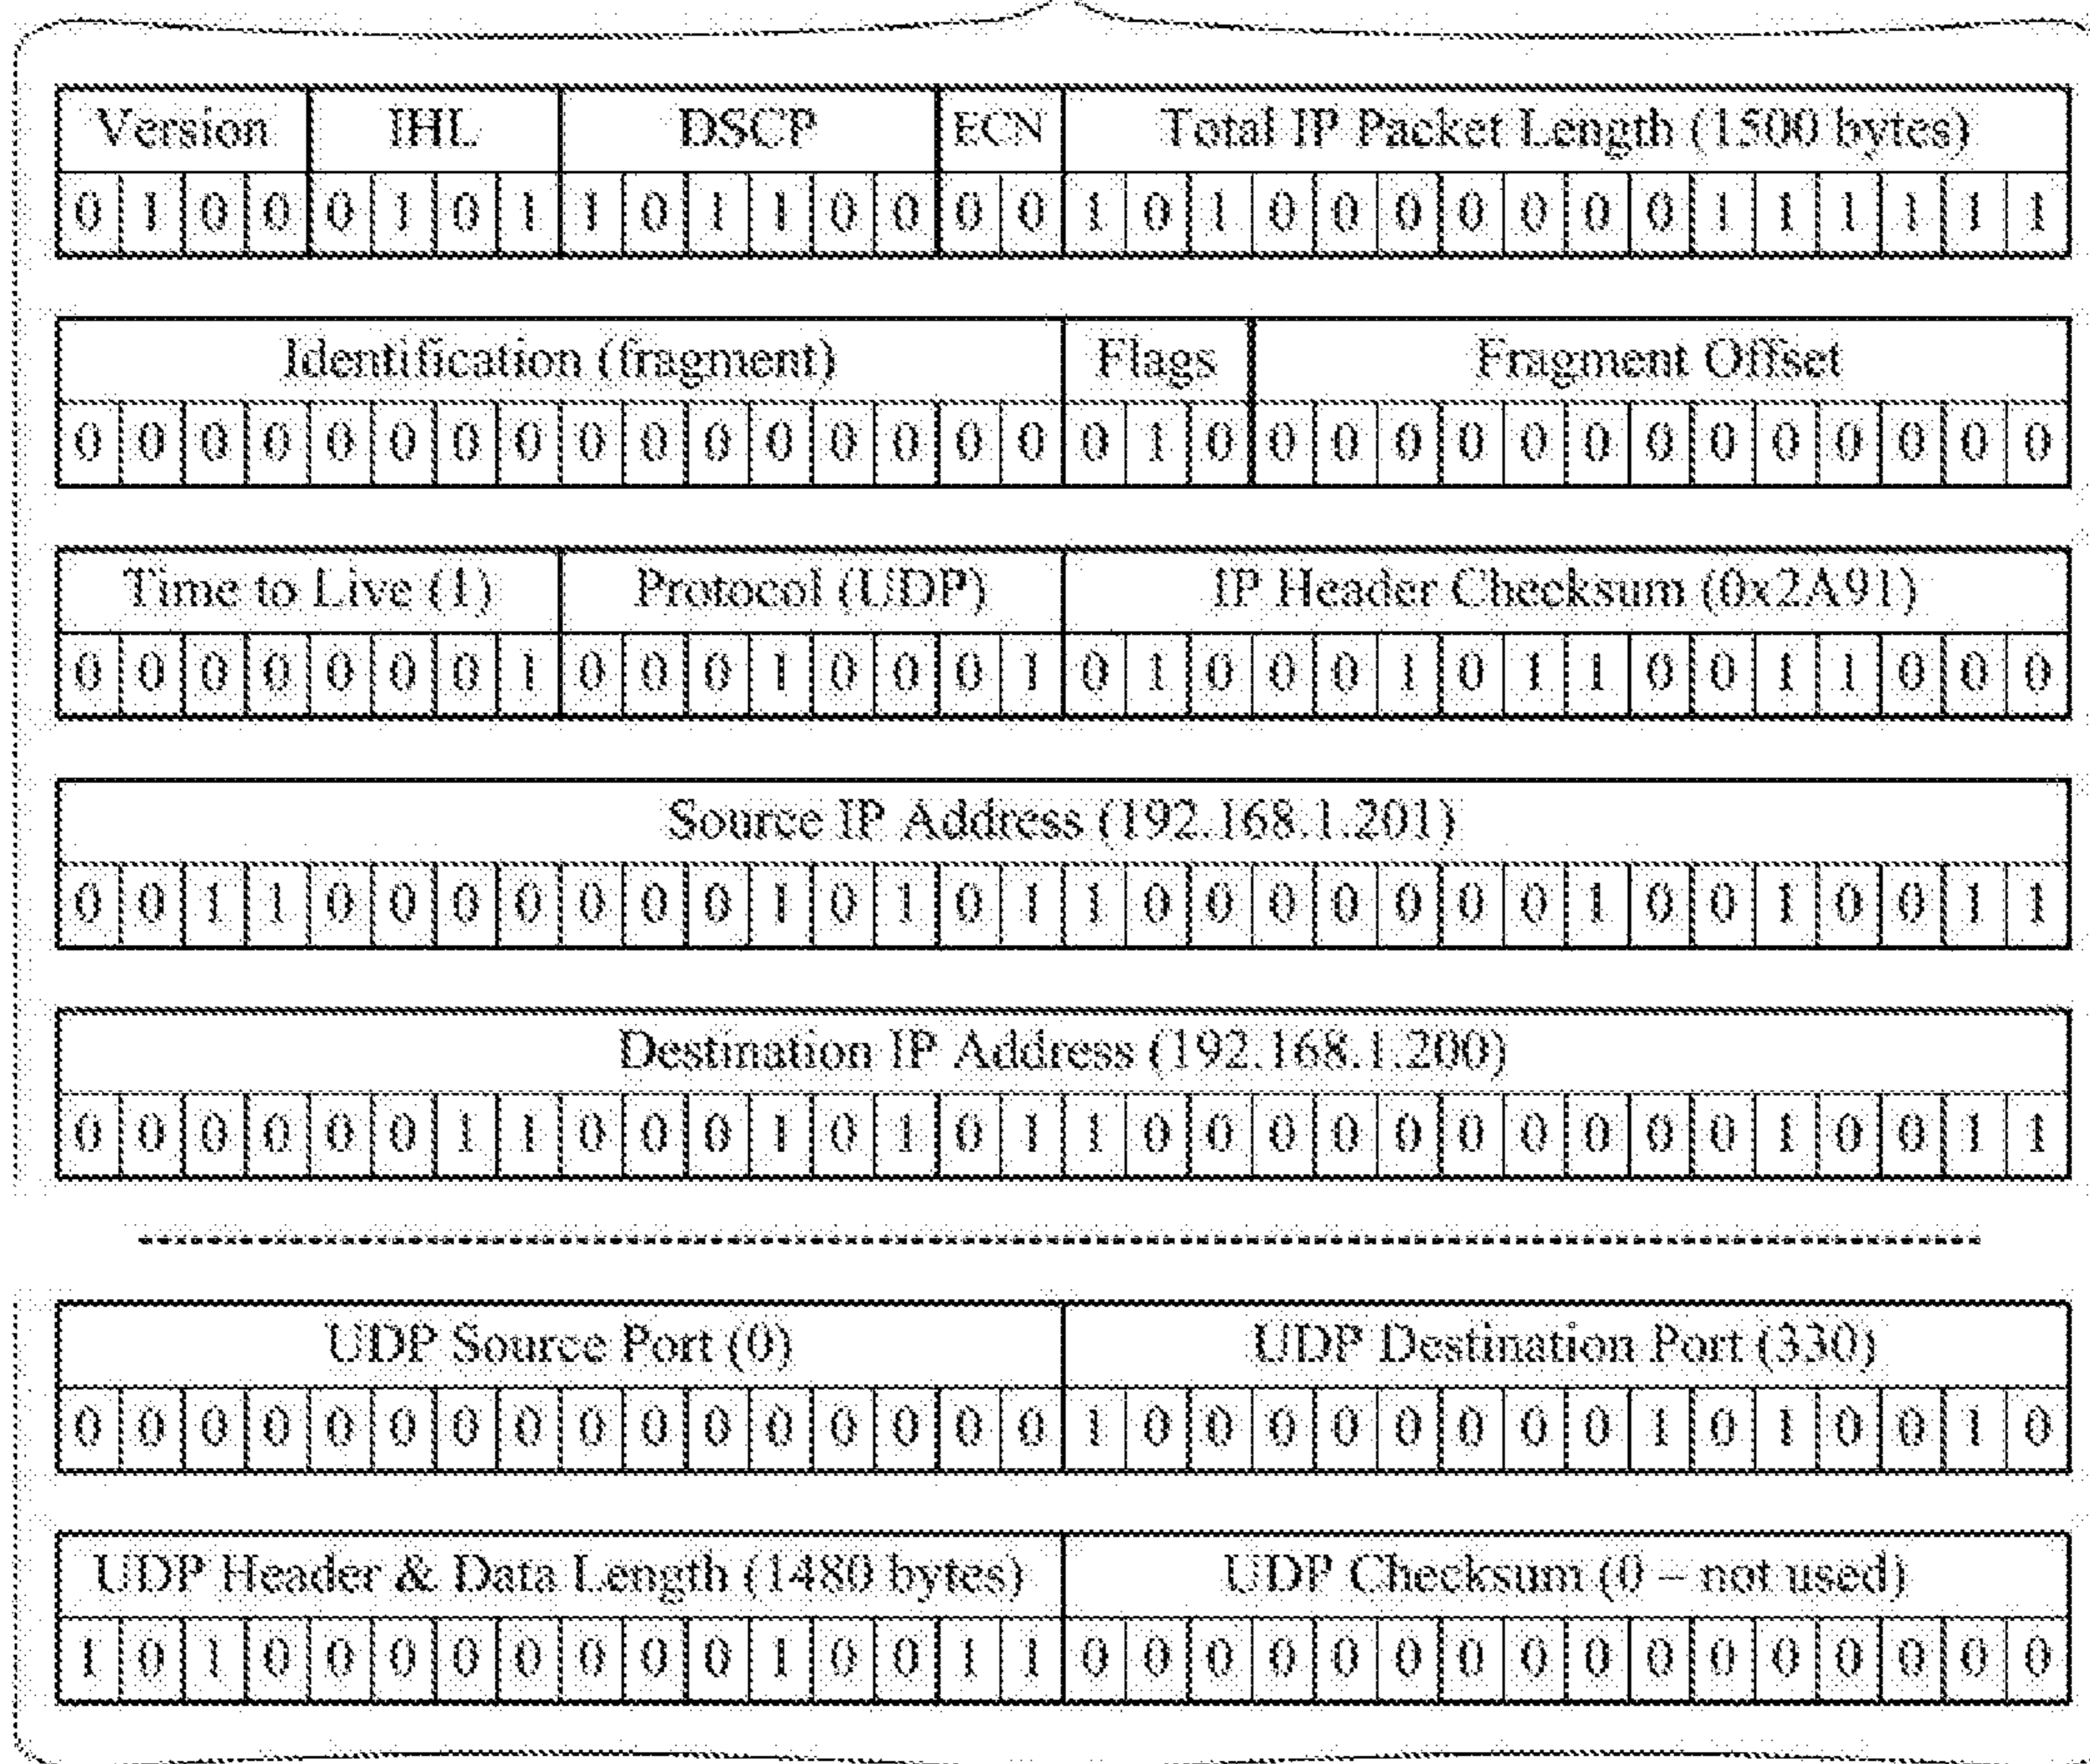 Version IHL DSCP ECN Total IP Packet Length (1500 bytes)
0 1 0 0 0 1 0 1 1 0 1 1 0 0 0 0 1 0 1 0 0 0 0 0 0 0 1 1 1 1 1 1
Identification (fragment) Flags Fragment Offset
0 0 0 0 0 0 0 0 0 0 0 0 0 0 0 0 0 1 0 0 0 0 0 0 0 0 0 0 0 0 0 0
Time to Live (1) Protocol (UDP) IP Header Checksum (0x2A91)
0 0 0 0 0 0 0 1 0 0 0 1 0 0 0 1 0 1 0 0 0 1 0 1 1 0 0 1 1 0 0 0
Source IP Address (192.168.1.201)
0 0 1 1 0 0 0 0 0 0 0 1 0 1 0 1 1 0 0 0 0 0 0 0 1 0 0 1 0 0 1 1
Destination IP Address (192.168.1.200)
0 0 0 0 0 0 1 1 0 0 0 1 0 1 0 1 1 0 0 0 0 0 0 0 0 0 0 1 0 0 1 1
UDP Source Port (0) UDP Destination Port (330)
0 0 0 0 0 0 0 0 0 0 0 0 0 0 0 0 1 0 0 0 0 0 0 0 0 1 0 1 0 0 1 0
UDP Header & Data Length (1480 bytes) UDP Checksum (0 – not used)
1 0 1 0 0 0 0 0 0 0 0 1 0 0 1 1 0 0 0 0 0 0 0 0 0 0 0 0 0 0 0 0